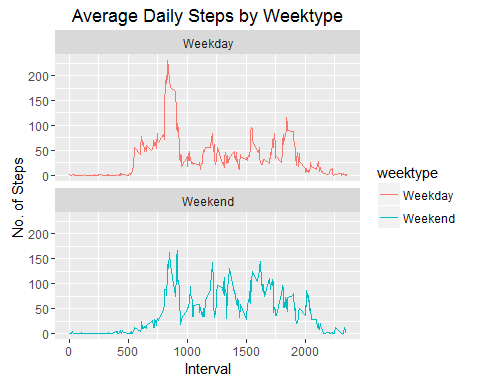 Average Daily Steps by Weektype
Weekday
200
150
100
50
0
No. of Steps
Weekend
200
150
100
50
0
0 500 1000 1500 2000
Interval
weektype
Weekday
Weekend